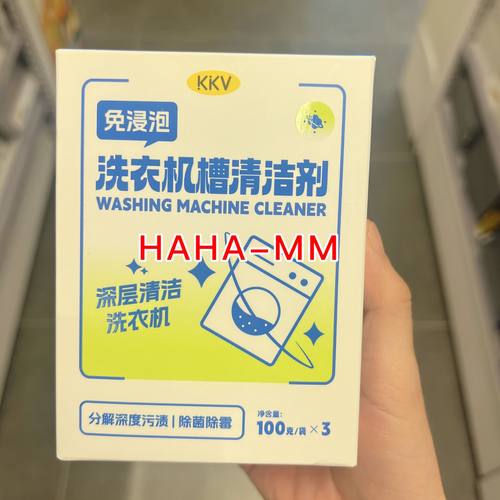 KKV
免浸泡
洗衣机槽清洁剂
WASHING MACHINE CLEANER
HAHA-MM
深层清洁
洗衣机
分解深度污渍|除菌除霉
净含量:
100克/袋×3